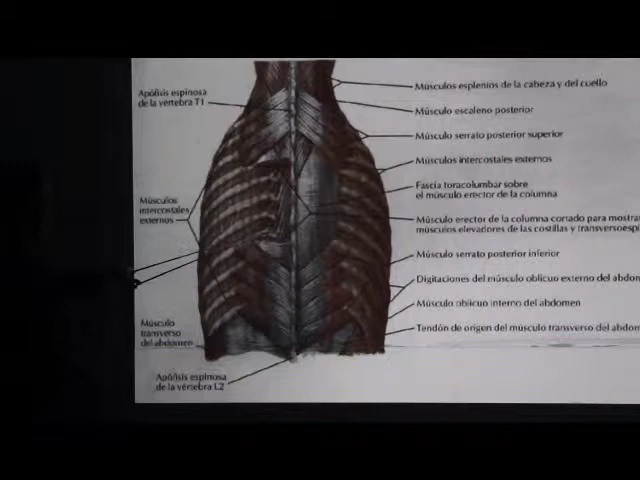 Apófisis espinosa
de la vértebra T1
Músculos
intercostales
externos
Músculo
transverso
del abdomen
Apófisis espinosa
de la vértebra L2
Músculos esplenios de la cabeza y del cuello
Músculo escaleno posterior
Músculo serrato posterior superior
Músculos intercostales externos
Fascia toracolumbar sobre
el músculo erector de la columna
Músculo erector de la columna cortado para mostra
músculos elevadores de las costillas y transversoespi
Músculo serrato posterior inferior
Digitaciones del músculo oblicuo externo del abdom
Músculo oblicuo interno del abdomen
Tendón de origen del músculo transverso del abdom